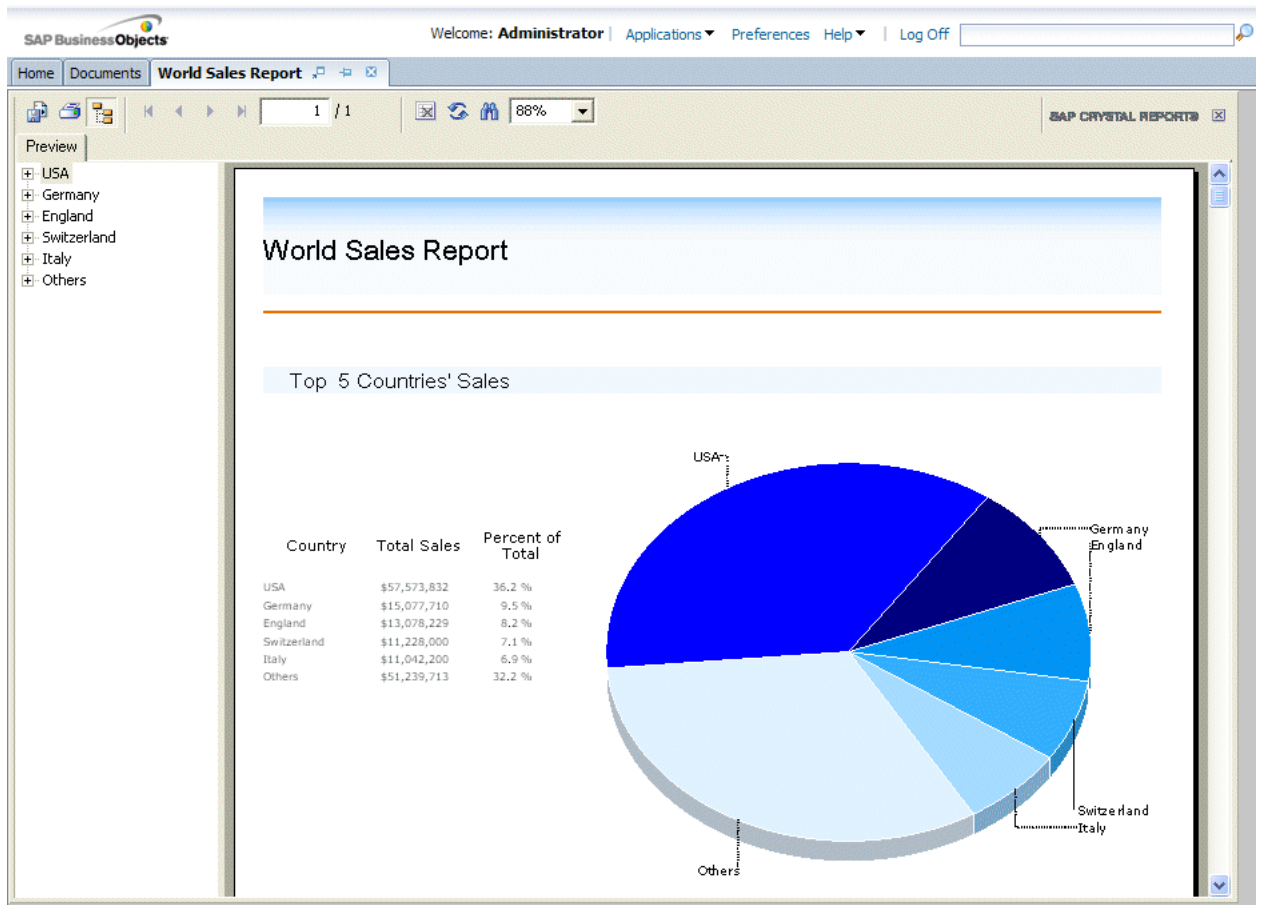 SAP BusinessObjects Welcome: Administrator | Applications Preferences Help | Log Off
Home Documents World Sales Report
1 /1 88% SAP CRYSTAL REPORTS
Preview
USA
Germany
England
Switzerland
Italy
Others
World Sales Report
Top 5 Countries' Sales
Country Total Sales Percent of Total
USA $57,573,832 36.2 %
Germany $15,077,710 9.5 %
England $13,078,229 8.2 %
Switzerland $11,228,000 7.1 %
Italy $11,042,200 6.9 %
Others $51,239,713 32.2 %
USA
Germany
England
Switzerland
Italy
Others